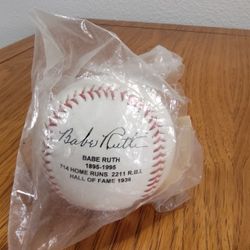 Babe Ruth
BABE RUTH
1895-1995
714 HOME RUNS 2211 R.B.I.
HALL OF FAME 1936